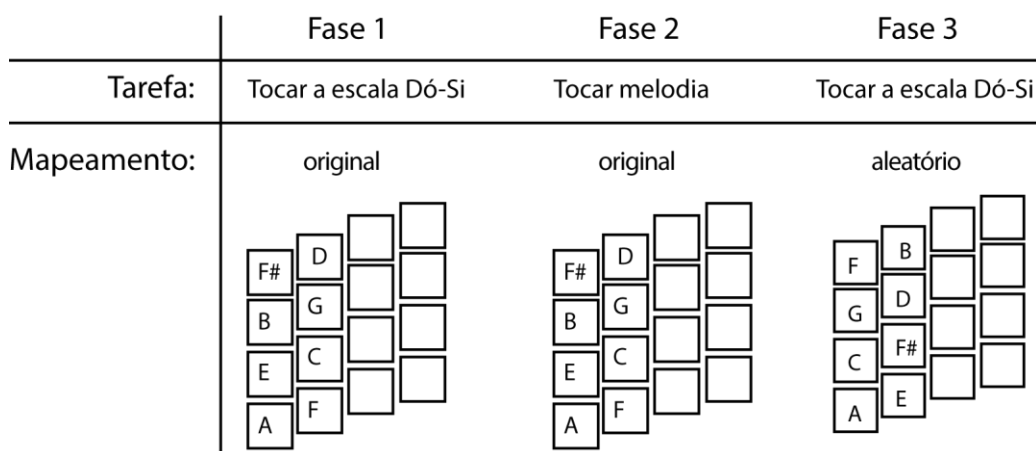 Fase 1 Fase 2 Fase 3
Tarefa: Tocar a escala Dó-Si Tocar melodia Tocar a escala Dó-Si
Mapeamento: original original aleatório
F# D F# D F B
B G B G G D
E C E C C F#
A F A F A E